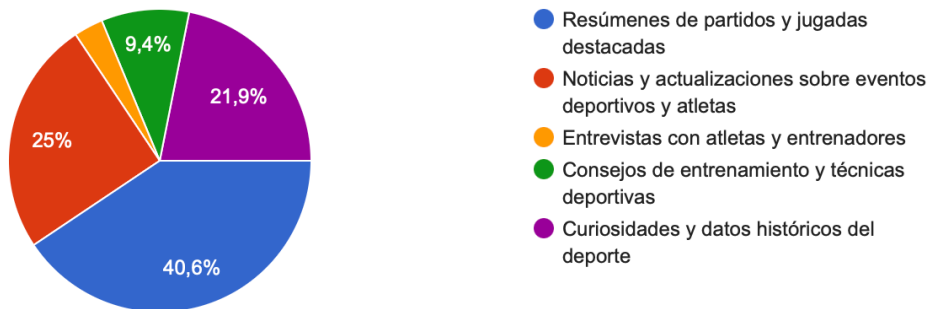 9,4%
21,9%
25%
40,6%
Resúmenes de partidos y jugadas
destacadas
Noticias y actualizaciones sobre eventos
deportivos y atletas
Entrevistas con atletas y entrenadores
Consejos de entrenamiento y técnicas
deportivas
Curiosidades y datos históricos del
deporte